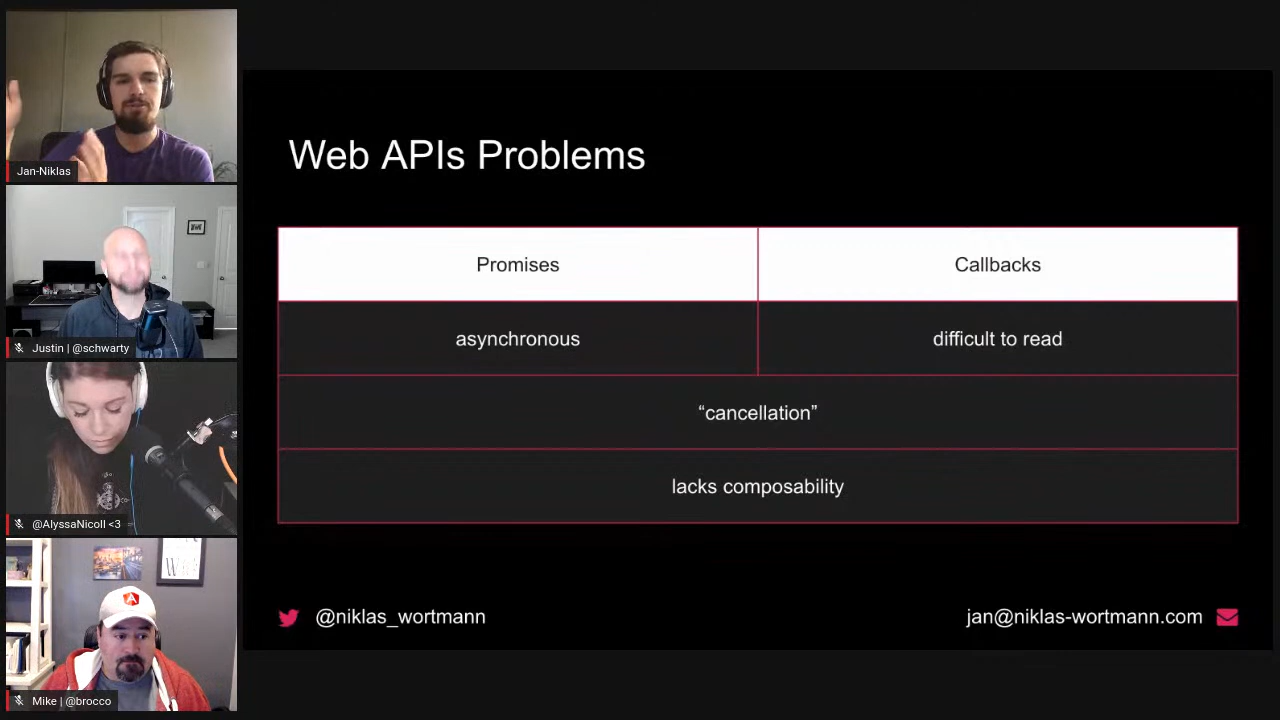 Jan-Niklas
Justin | @schwarty
@AlyssaNicoll <3
Mike | @brocco
Web APIs Problems
Promises
Callbacks
asynchronous
difficult to read
“cancellation”
lacks composability
@niklas_wortmann
jan@niklas-wortmann.com